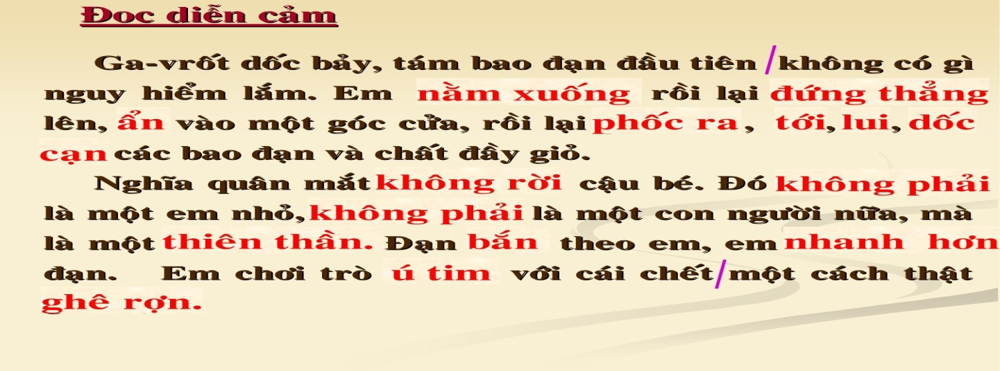 Đoc diễn cảm
Ga-vrốt dốc bảy, tám bao đạn đầu tiên / không có gì
nguy hiểm lắm. Em nằm xuống rồi lại đứng thẳng
lên, ẩn vào một góc cửa, rồi lại phốc ra, tới, lui, dốc
cạn các bao đạn và chất đầy giỏ.
Nghĩa quân mắt không rời cậu bé. Đó không phải
là một em nhỏ, không phải là một con người nữa, mà
là một thiên thần. Đạn bắn theo em, em nhanh hơn
đạn. Em chơi trò ú tim với cái chết / một cách thật
ghê rợn.